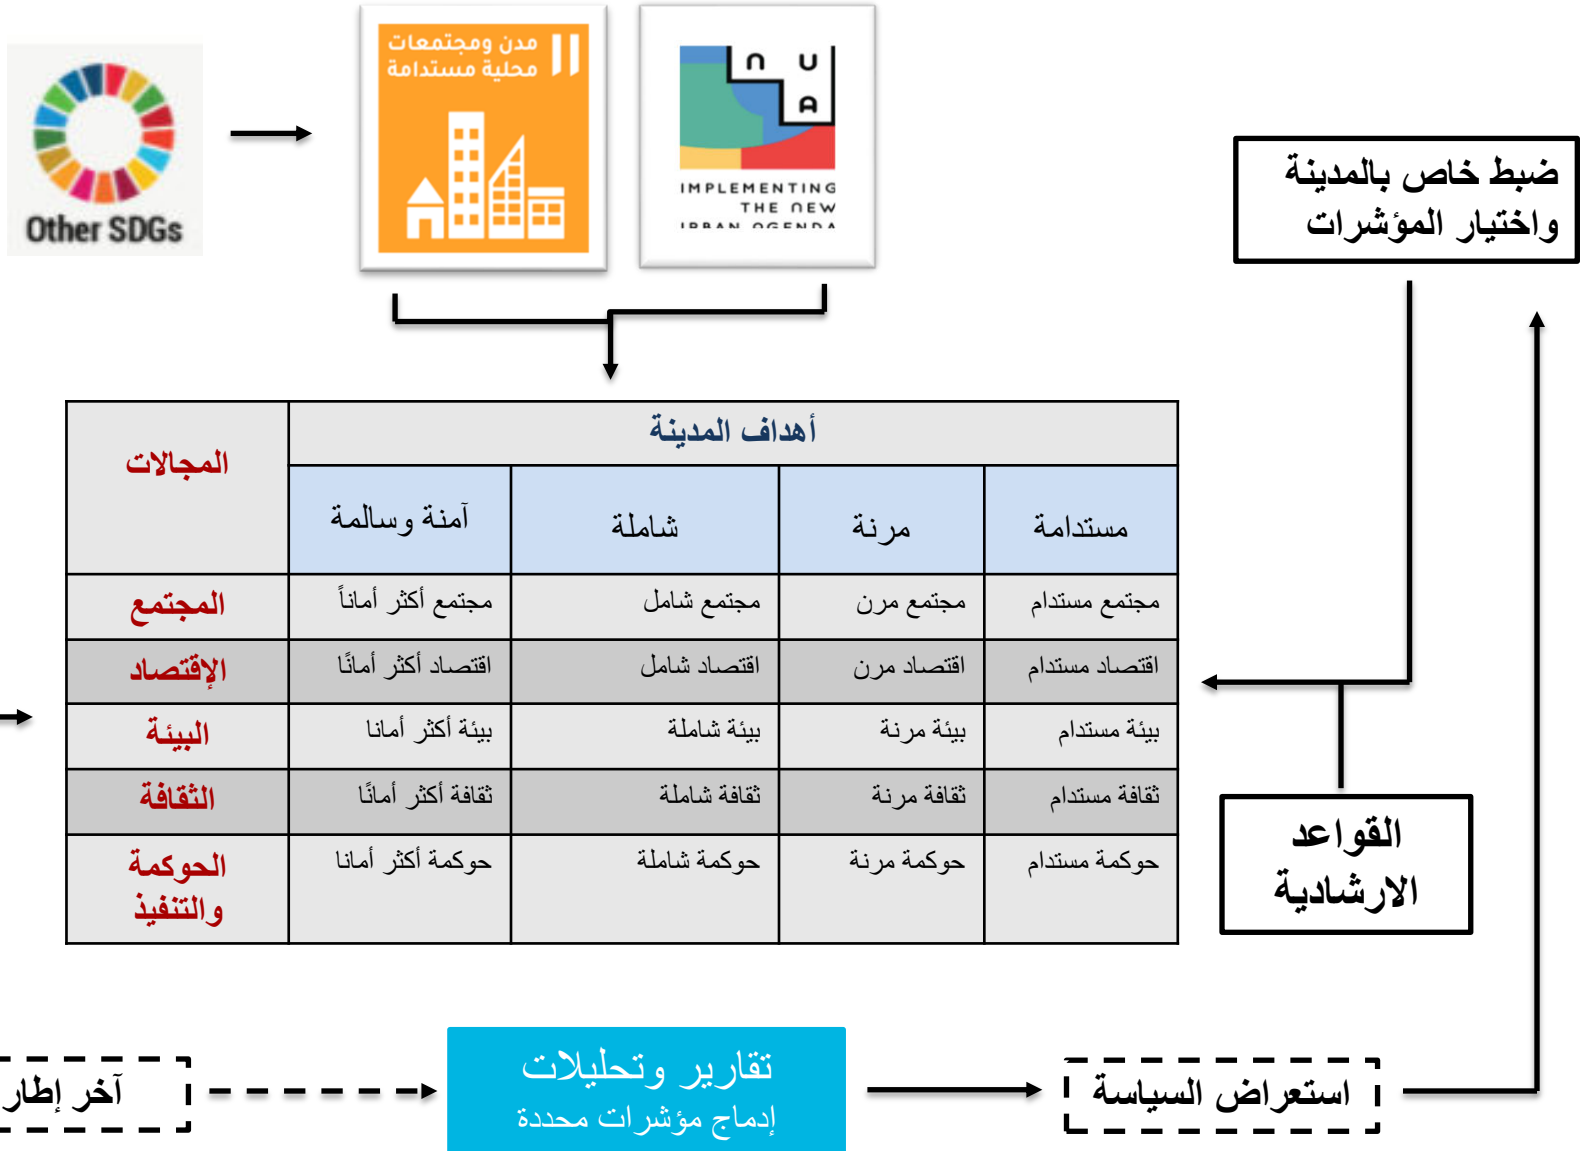 مدن ومجتمعات
محلية مستدامة
11
Other SDGs
N U
A
IMPLEMENTING
THE NEW
URBAN AGENDA
ضبط خاص بالمدينة
واختيار المؤشرات
المجالات
أهداف المدينة
آمنة وسالمة
شاملة
مرنة
مستدامة
المجتمع
مجتمع أكثر أماناً
مجتمع شامل
مجتمع مرن
مجتمع مستدام
الإقتصاد
اقتصاد أكثر أمانًا
اقتصاد شامل
اقتصاد مرن
اقتصاد مستدام
البيئة
بيئة أكثر أمانا
بيئة شاملة
بيئة مرنة
بيئة مستدام
الثقافة
ثقافة أكثر أمانًا
ثقافة شاملة
ثقافة مرنة
ثقافة مستدام
الحوكمة
والتنفيذ
حوكمة أكثر أمانا
حوكمة شاملة
حوكمة مرنة
حوكمة مستدام
القواعد
الارشادية
آخر إطار
تقارير وتحليلات
إدماج مؤشرات محددة
استعراض السياسة